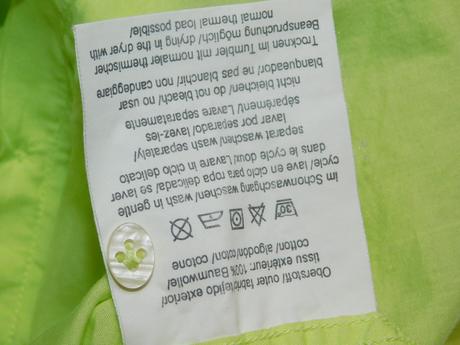 Oberstoff/ outer fabric/tejido exterior/
tissu extérieur: 100% Baumwolle/
cotton/ algodón/coton/ cotone
30
im Schonwaschgang waschen/ wash in gentle
cycle/ lave en ciclo para ropa delicada/ se laver
dans le cycle doux/ Lavare in ciclo delicato
separat waschen/ wash separately/
lavar por separado/ lavez-les
séparément/ Lavare separatamente
nicht bleichen/ do not bleach/ no usar
blanqueador/ ne pas blanchir/ non candeggiare
Trocknen im Tumbler mit normaler thermischer
Beanspruchung möglich/ drying in the dryer with
normal thermal load possible/